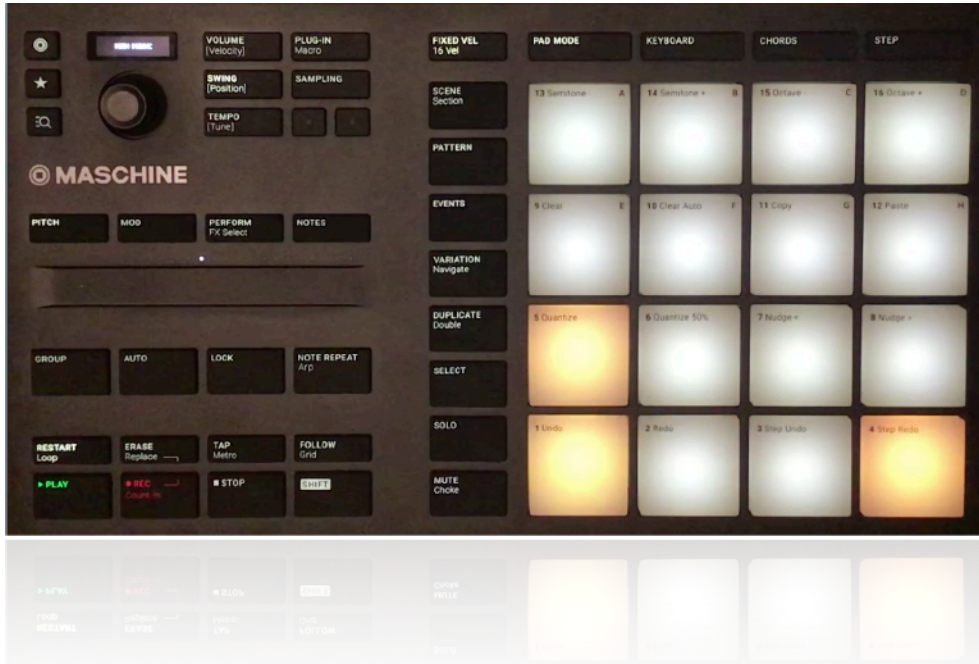 VOLUME
[Velocity]
PLUG-IN
Macro
SWING
[Position]
SAMPLING
TEMPO
[Tune]
MASCHINE
PITCH
MOD
PERFORM
FX Select
NOTES
GROUP
AUTO
LOCK
NOTE REPEAT
Arp
RESTART
Loop
ERASE
Replace
TAP
Metro
FOLLOW
Grid
PLAY
REC
Count-In
STOP
SHIFT
FIXED VEL
16 Vel
SCENE
Section
PATTERN
EVENTS
VARIATION
Navigate
DUPLICATE
Double
SELECT
SOLO
MUTE
Choke
PAD MODE
KEYBOARD
CHORDS
STEP
13 Semitone - A
14 Semitone + B
15 Octave - C
16 Octave + D
9 Clear E
10 Clear Auto F
11 Copy G
12 Paste H
5 Quantize
6 Quantize 50%
7 Nudge <
8 Nudge
1 Undo
2 Redo
3 Step Undo
4 Step Redo